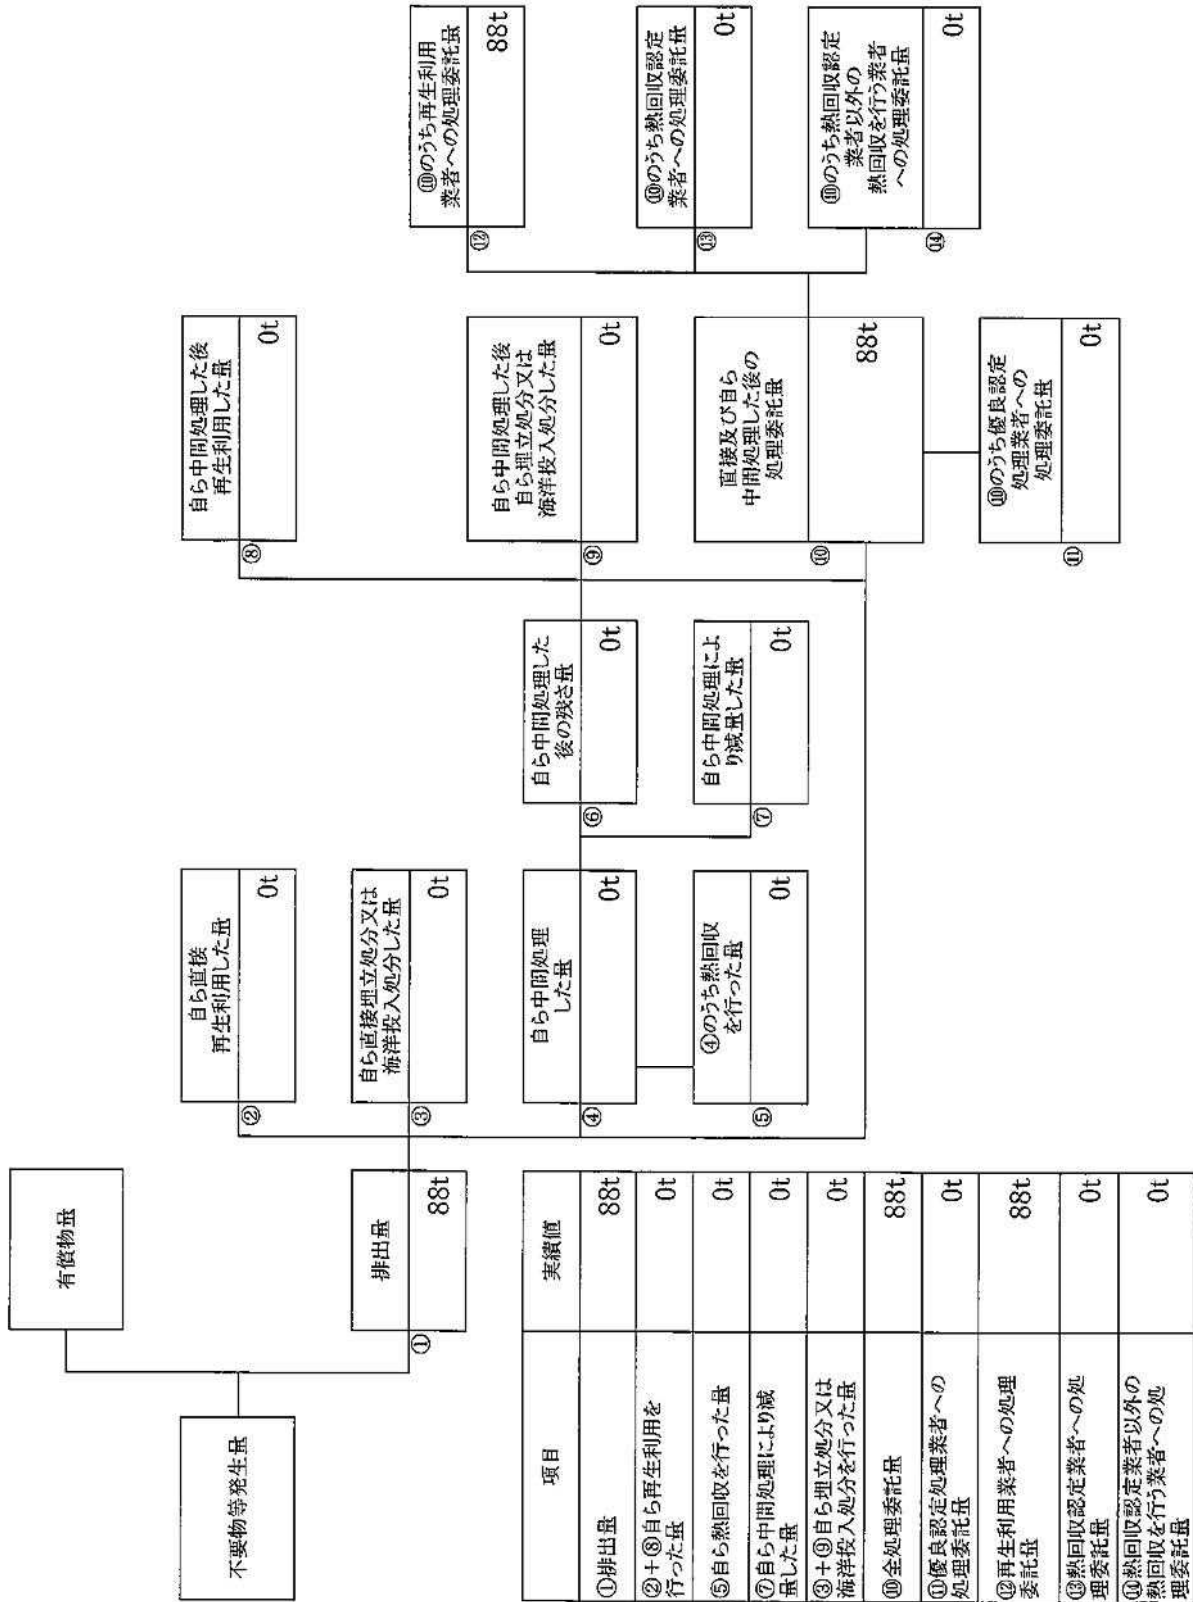 不要物等発生量
有償物量
排出量
①
88t
自ら直接
再生利用した量
②
0t
自ら直接埋立処分又は
海洋投入処分した量
③
0t
自ら中間処理
した量
④
0t
④のうち熱回収
を行った量
⑤
0t
自ら中間処理した
後の残さ量
⑥
0t
自ら中間処理によ
り減量した量
⑦
0t
自ら中間処理した後
再生利用した量
⑧
0t
自ら中間処理した後
自ら埋立処分又は
海洋投入処分した量
⑨
0t
直接及び自ら
中間処理した後の
処理委託量
⑩
88t
⑩のうち優良認定
処理業者への
処理委託量
⑪
0t
⑩のうち再生利用
業者への処理委託量
⑫
88t
⑩のうち熱回収認定
業者への処理委託量
⑬
0t
⑩のうち熱回収認定
業者以外の
熱回収を行う業者
への処理委託量
⑭
0t
項目
実績値
①排出量
88t
②+⑧自ら再生利用を
行った量
0t
⑤自ら熱回収を行った量
0t
⑦自ら中間処理により減
量した量
0t
③+⑨自ら埋立処分又は
海洋投入処分を行った量
0t
⑩全処理委託量
88t
⑪優良認定処理業者への
処理委託量
0t
⑫再生利用業者への処理
委託量
88t
⑬熱回収認定業者への処
理委託量
0t
⑭熱回収認定業者以外の
熱回収を行う業者への処
理委託量
0t